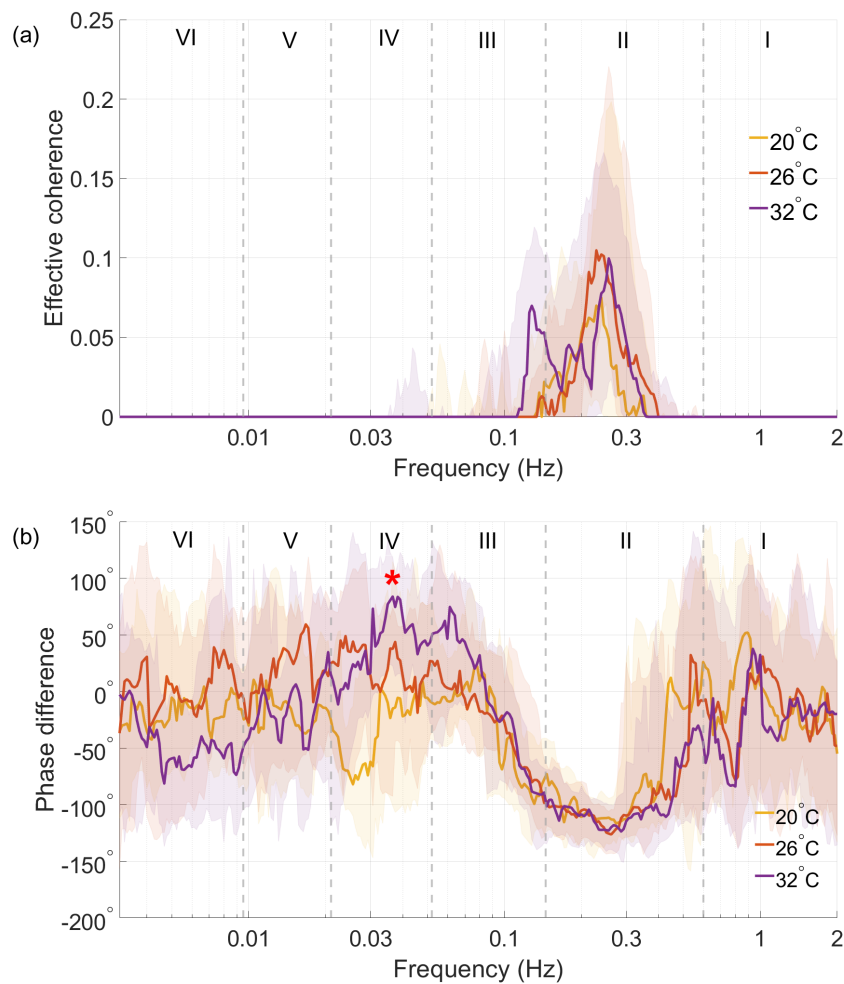 (a)
VI V IV III II I
0.25
0.2
0.15
0.1
0.05
0
Effective coherence
20°C
26°C
32°C
0.01 0.03 0.1 0.3 1 2
Frequency (Hz)
(b)
VI V IV III II I
*
150°
100°
50°
0°
-50°
-100°
-150°
-200°
Phase difference
20°C
26°C
32°C
0.01 0.03 0.1 0.3 1 2
Frequency (Hz)